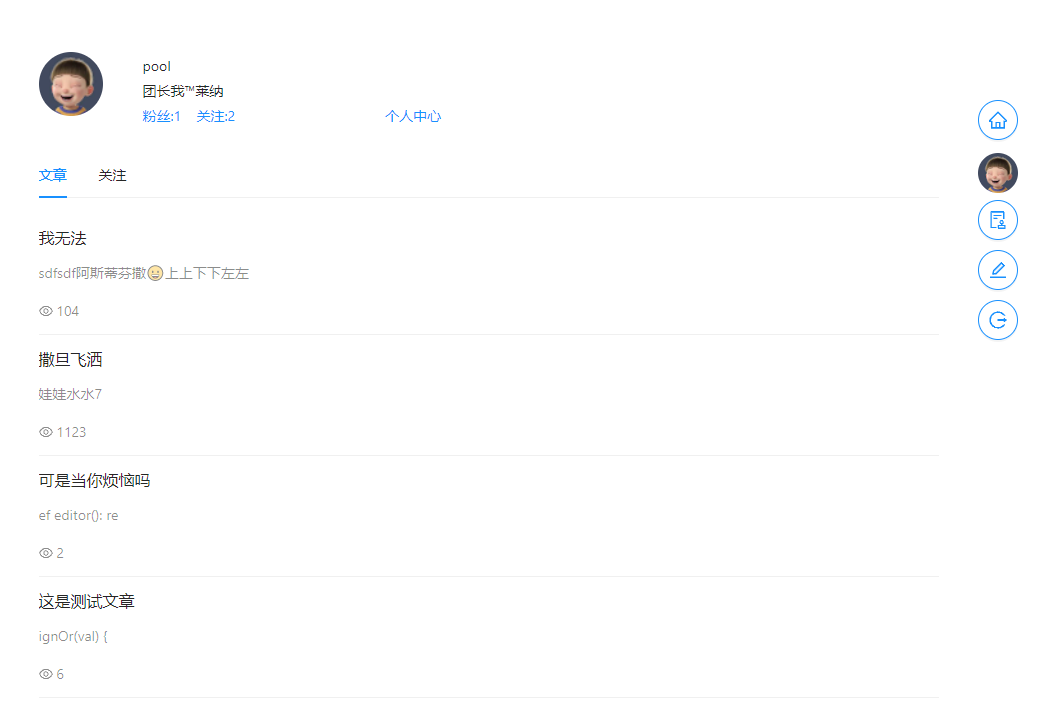 pool
团长我™莱纳
粉丝:1 关注:2 个人中心
文章 关注
我无法
sdfsdf阿斯蒂芬撒😀上上下下左左
104
撒旦飞洒
娃娃水水7
1123
可是当你烦恼吗
ef editor(): re
2
这是测试文章
ignOr(val) {
6